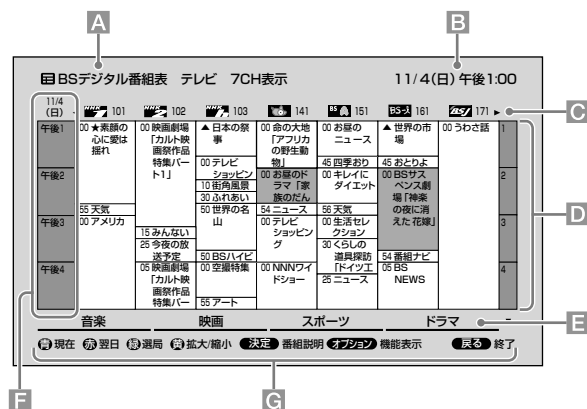 A
B
BSデジタル番組表 テレビ 7CH表示
11/4(日) 午後1:00
11/4
(日)
101
102
103
141
BS 151
BS-i 161
171
C
午後1
00 ★素顔の心に愛は揺れ
55 天気
00 アメリカ
00 映画劇場「カルト映画祭作品特集パート1」
15 みんない
25 今夜の放送予定
05 映画劇場「カルト映画祭作品特集パー
▲ 日本の祭事
00 テレビショッピン
10 街角風景
30 ふれあい
50 世界の名山
50 BSハイビ
00 空撮特集
55 アート
00 命の大地「アフリカの野生動物」
00 お昼のドラマ「家族のだん
54 ニュース
00 テレビショッピング
00 NNNワイドショー
00 お昼のニュース
45 四季おり
00 キレイにダイエット
56 天気
00 生活セレクション
30 くらしの道具探訪「ドイツエ
25 ニュース
▲ 世界の市場
45 おとりよ
00 BSサスペンス劇場「神楽の夜に消えた花嫁」
54 番組ナビ
05 BS NEWS
00 うわさ話
1
午後2
2
午後3
3
午後4
4
D
音楽 映画 スポーツ ドラマ
E
青 現在 赤 翌日 緑 選局 黄 拡大/縮小 決定 番組説明 オプション 機能表示 戻る 終了
F
G